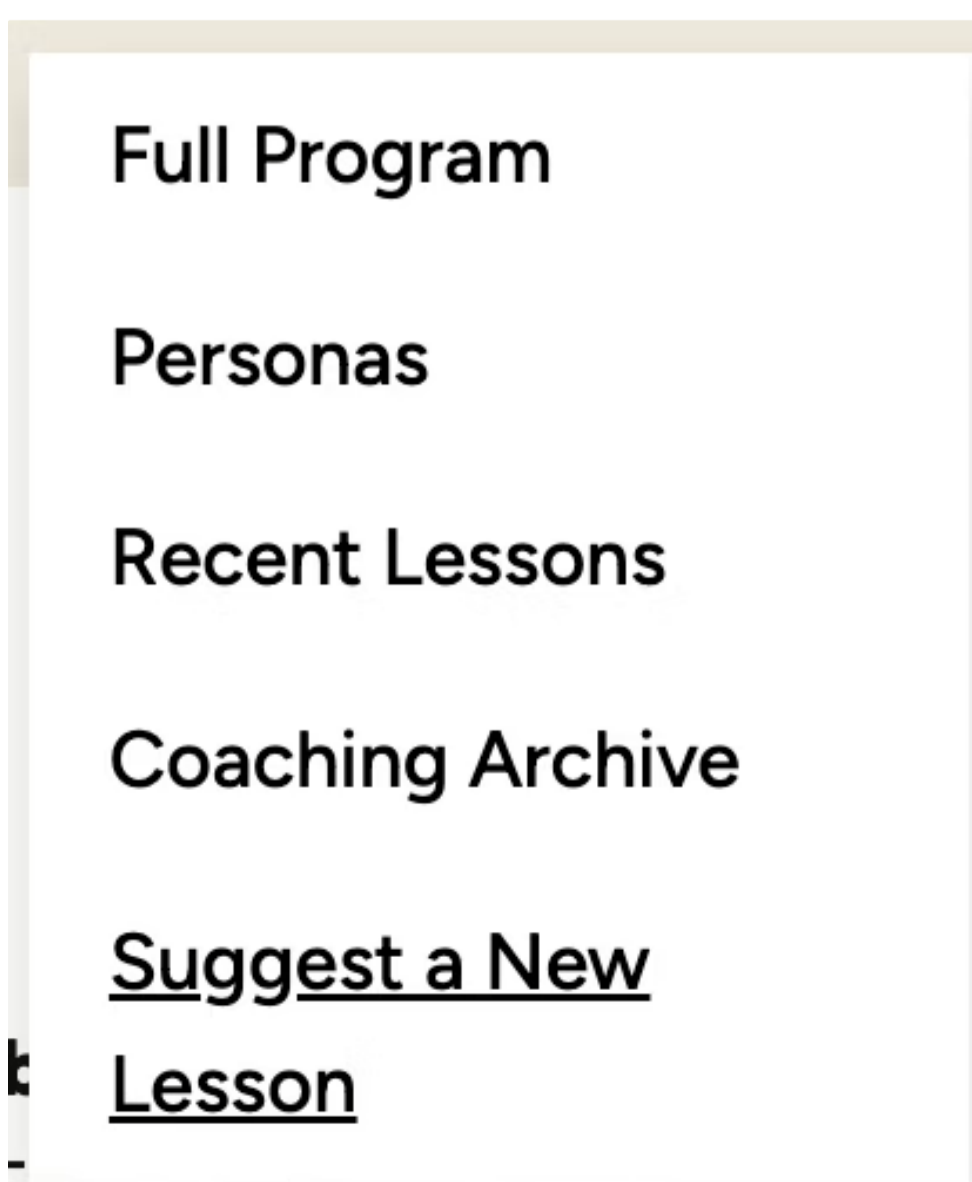 Full Program
Personas
Recent Lessons
Coaching Archive
Suggest a New
Lesson